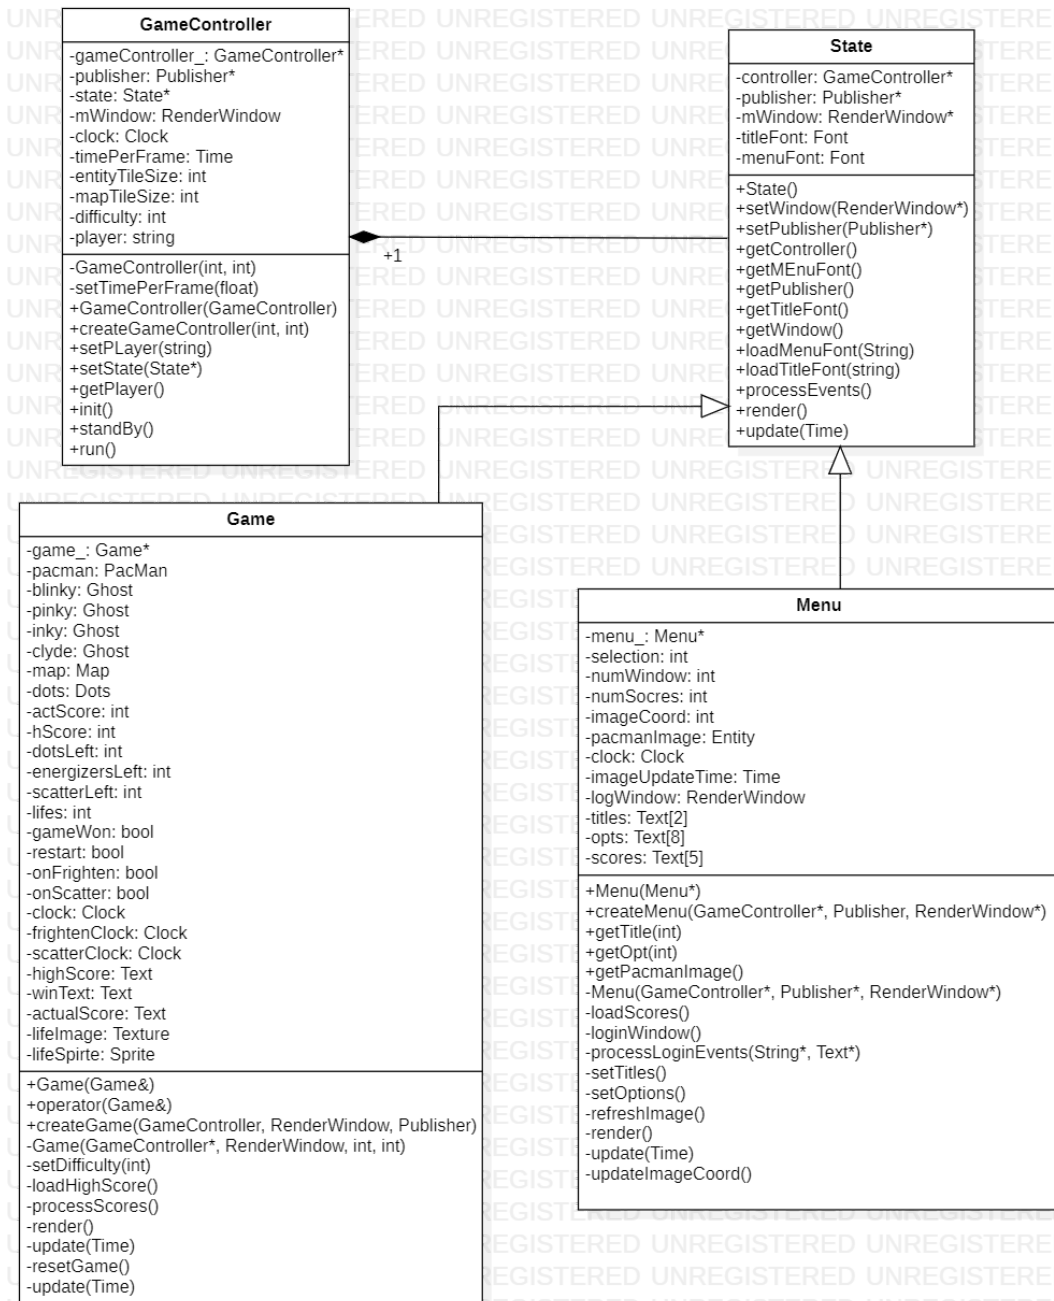 GameController
-gameController_: GameController*
-publisher: Publisher*
-state: State*
-mWindow: RenderWindow
-clock: Clock
-timePerFrame: Time
-entityTileSize: int
-mapTileSize: int
-difficulty: int
-player: string
-GameController(int, int)
-setTimePerFrame(float)
+GameController(GameController)
+createGameController(int, int)
+setPLayer(string)
+setState(State*)
+getPlayer()
+init()
+standBy()
+run()
+1
State
-controller: GameController*
-publisher: Publisher*
-mWindow: RenderWindow*
-titleFont: Font
-menuFont: Font
+State()
+setWindow(RenderWindow*)
+setPublisher(Publisher*)
+getController()
+getMEnuFont()
+getPublisher()
+getTitleFont()
+getWindow()
+loadMenuFont(String)
+loadTitleFont(string)
+processEvents()
+render()
+update(Time)
Game
-game_: Game*
-pacman: PacMan
-blinky: Ghost
-pinky: Ghost
-inky: Ghost
-clyde: Ghost
-map: Map
-dots: Dots
-actScore: int
-hScore: int
-dotsLeft: int
-energizersLeft: int
-scatterLeft: int
-lifes: int
-gameWon: bool
-restart: bool
-onFrighten: bool
-onScatter: bool
-clock: Clock
-frightenClock: Clock
-scatterClock: Clock
-highScore: Text
-winText: Text
-actualScore: Text
-lifeImage: Texture
-lifeSpirte: Sprite
+Game(Game&)
+operator(Game&)
+createGame(GameController, RenderWindow, Publisher)
-Game(GameController*, RenderWindow, int, int)
-setDifficulty(int)
-loadHighScore()
-processScores()
-render()
-update(Time)
-resetGame()
-update(Time)
Menu
-menu_: Menu*
-selection: int
-numWindow: int
-numSocres: int
-imageCoord: int
-pacmanImage: Entity
-clock: Clock
-imageUpdateTime: Time
-logWindow: RenderWindow
-titles: Text[2]
-opts: Text[8]
-scores: Text[5]
+Menu(Menu*)
+createMenu(GameController*, Publisher, RenderWindow*)
+getTitle(int)
+getOpt(int)
+getPacmanImage()
-Menu(GameController*, Publisher*, RenderWindow*)
-loadScores()
-loginWindow()
-processLoginEvents(String*, Text*)
-setTitles()
-setOptions()
-refreshImage()
-render()
-update(Time)
-updateImageCoord()
UNREGISTERED